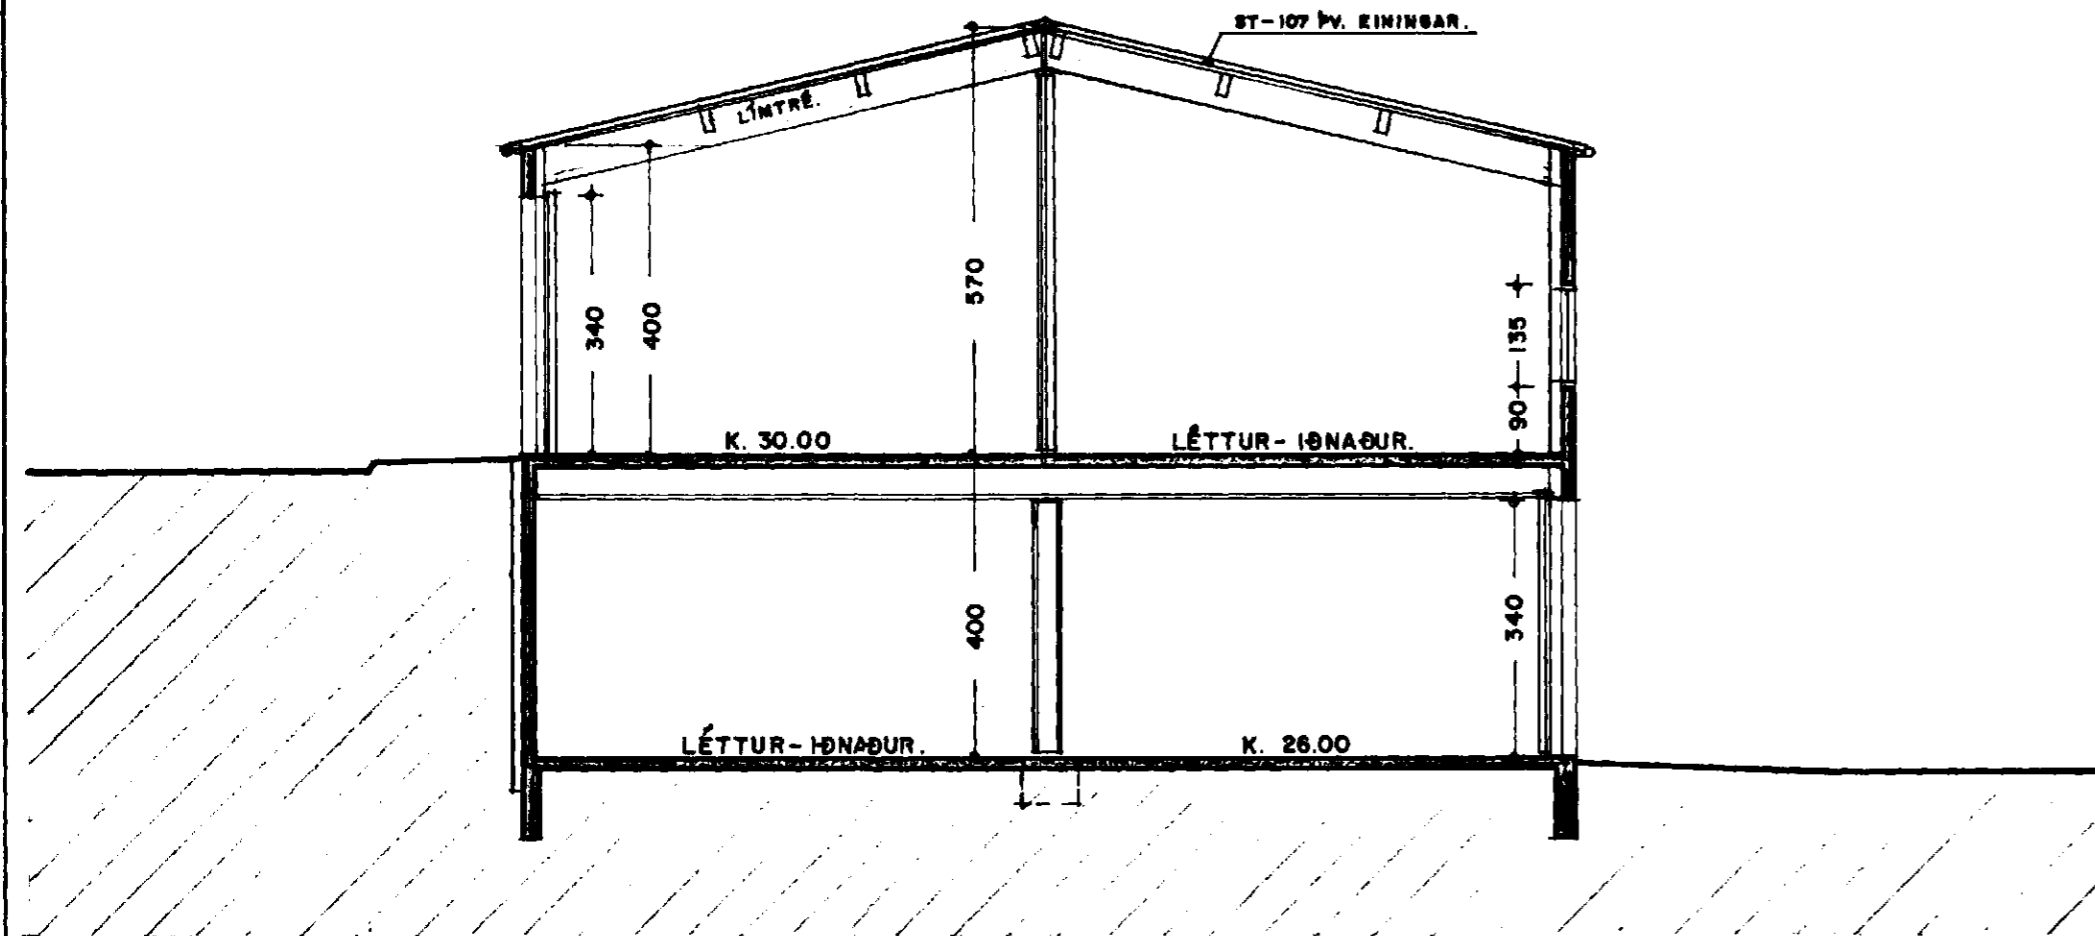 ST-107 ÞV. EININGAR.
LÍMTRÉ.
570
340
400
135
90
K. 30.00
LÉTTUR-IÐNAÐUR.
400
340
LÉTTUR-IÐNAÐUR.
K. 26.00